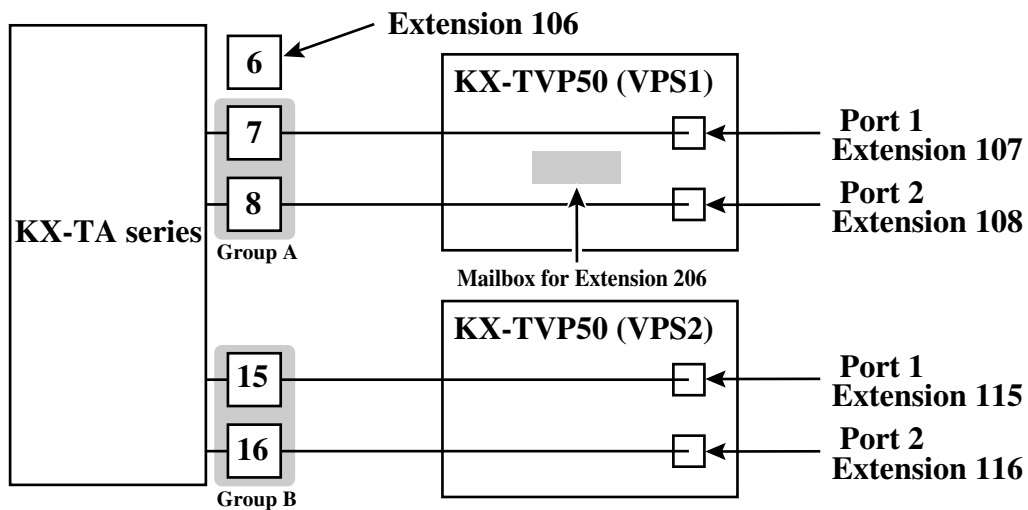 Extension 106
6
KX-TVP50 (VPS1)
7
Port 1
Extension 107
8
Port 2
Extension 108
KX-TA series
Group A
Mailbox for Extension 206
KX-TVP50 (VPS2)
15
Port 1
Extension 115
16
Port 2
Extension 116
Group B